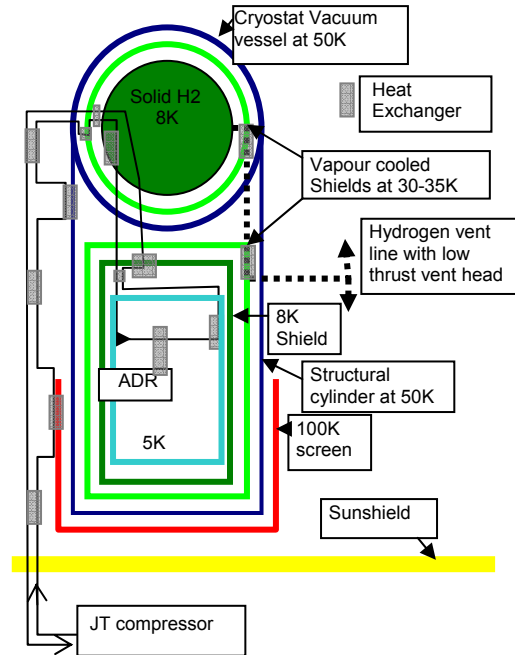 Cryostat Vacuum
vessel at 50K
Solid H2
8K
Heat
Exchanger
Vapour cooled
Shields at 30-35K
Hydrogen vent
line with low
thrust vent head
8K
Shield
ADR
Structural
cylinder at 50K
5K
100K
screen
Sunshield
JT compressor